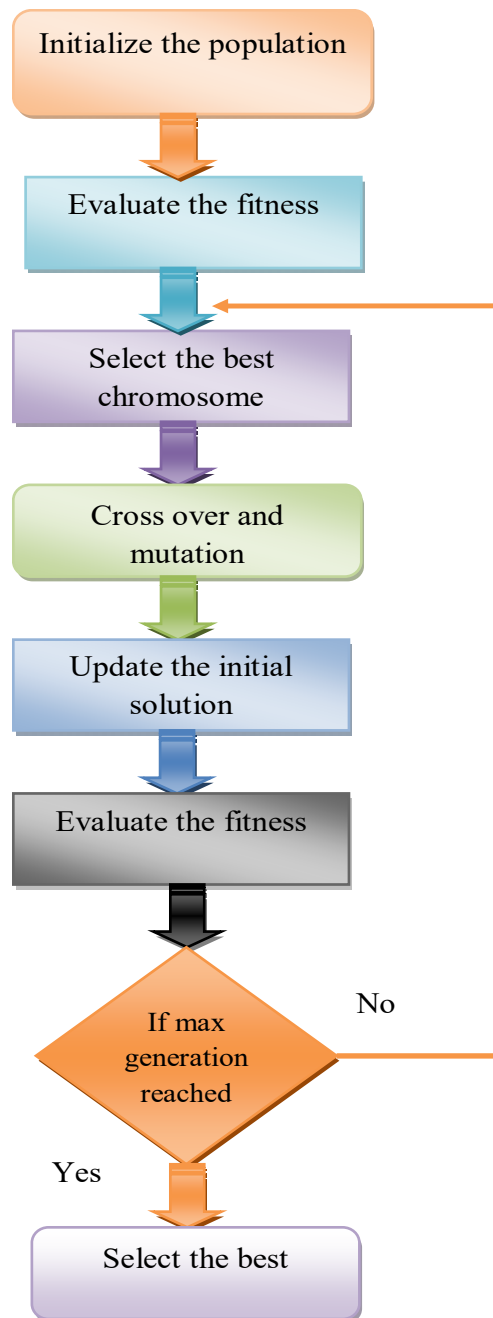 Initialize the population
Evaluate the fitness
Select the best
chromosome
Cross over and
mutation
Update the initial
solution
Evaluate the fitness
If max
generation
reached
No
Yes
Select the best